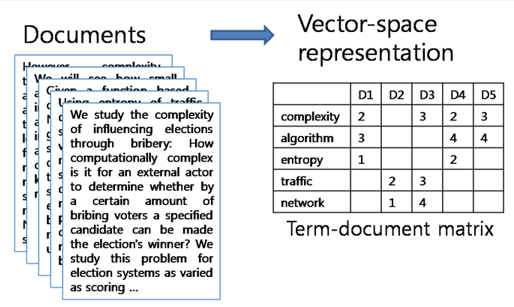 Documents
Vector-space
representation
However complexity
We will see how small
Given a function based
Using entropy of traffic
We study the complexity
of influencing elections
through bribery: How
computationally complex
is it for an external actor
to determine whether by
a certain amount of
bribing voters a specified
candidate can be made
the election's winner? We
study this problem for
election systems as varied
as scoring ...
D1 D2 D3 D4 D5
complexity 2 3 2 3
algorithm 3 4 4
entropy 1 2
traffic 2 3
network 1 4
Term-document matrix